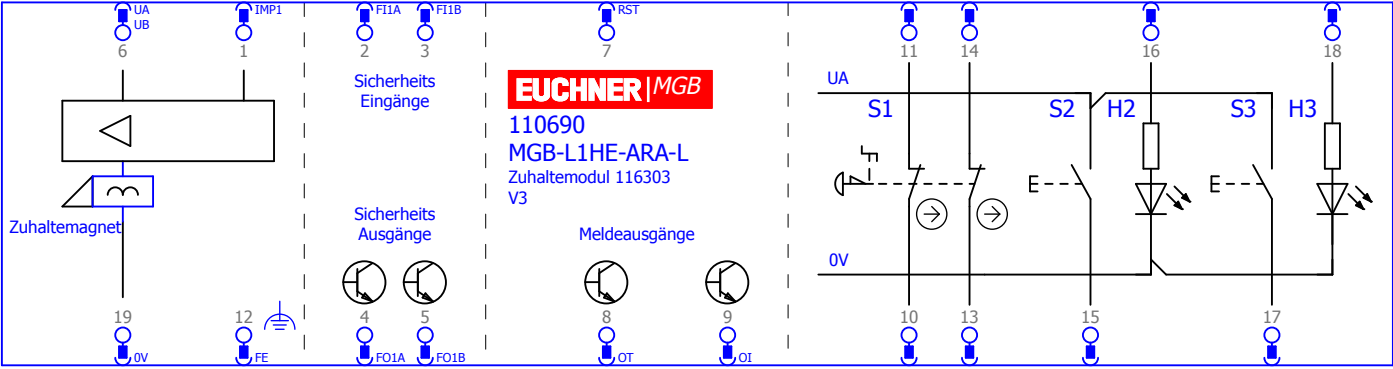 UA
UB
IMP1
FI1A
FI1B
RST
6
1
2
3
7
11
14
16
18
Sicherheits
Eingänge
EUCHNER|MGB
110690
MGB-L1HE-ARA-L
Zuhaltemodul 116303
V3
UA
S1
S2
H2
S3
H3
Zuhaltemagnet
Sicherheits
Ausgänge
Meldeausgänge
0V
19
12
4
5
8
9
10
13
15
17
0V
FE
FO1A
FO1B
OT
OI